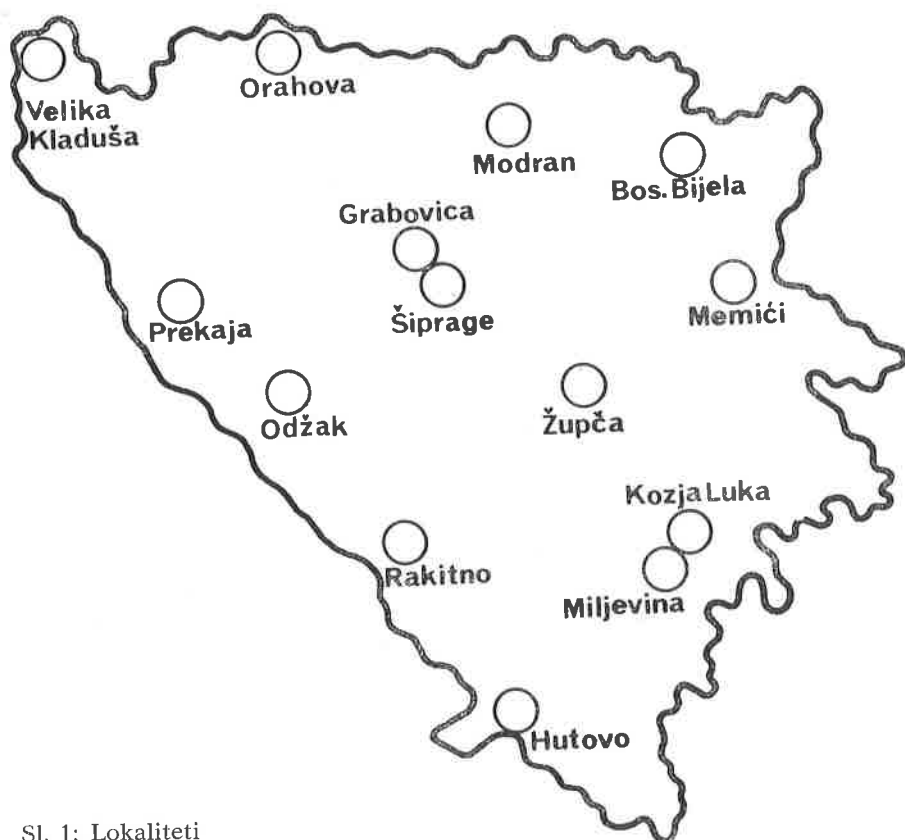 Velika
Kladuša
Orahova
Modran
Bos. Bijela
Grabovica
Šiprage
Memići
Prekaja
Odžak
Župča
Kozja Luka
Rakitno
Miljevina
Hutovo
Sl. 1: Lokaliteti